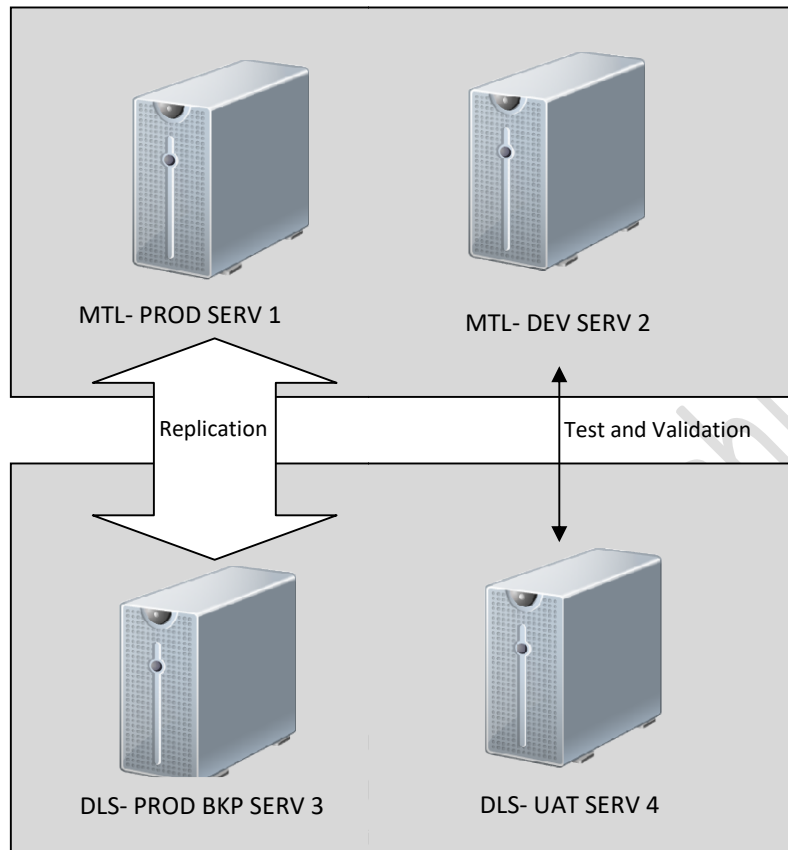 MTL- PROD SERV 1
MTL- DEV SERV 2
Replication
Test and Validation
DLS- PROD BKP SERV 3
DLS- UAT SERV 4